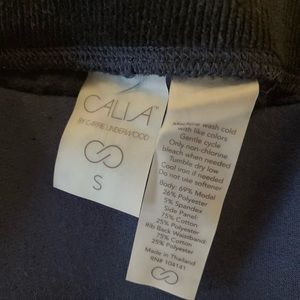 CALIA™
BY CARRIE UNDERWOOD
S
Machine wash cold
with like colors
Gentle cycle
Only non-chlorine
bleach when needed
Tumble dry low
Cool iron if needed
Do not use softener
Body: 69% Modal
26% Polyester
5% Spandex
Side Panel:
75% Cotton
25% Polyester
Rib Back Waistband:
75% Cotton
25% Polyester
Made in Thailand
RN# 104141